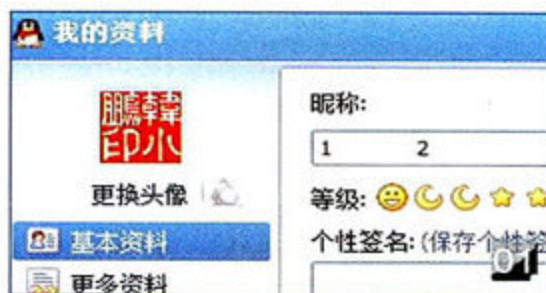 我的资料
韓小
鵬印
昵称:
1 2
更换头像
等级:
基本资料
个性签名:(保存个性签
更多资料
01